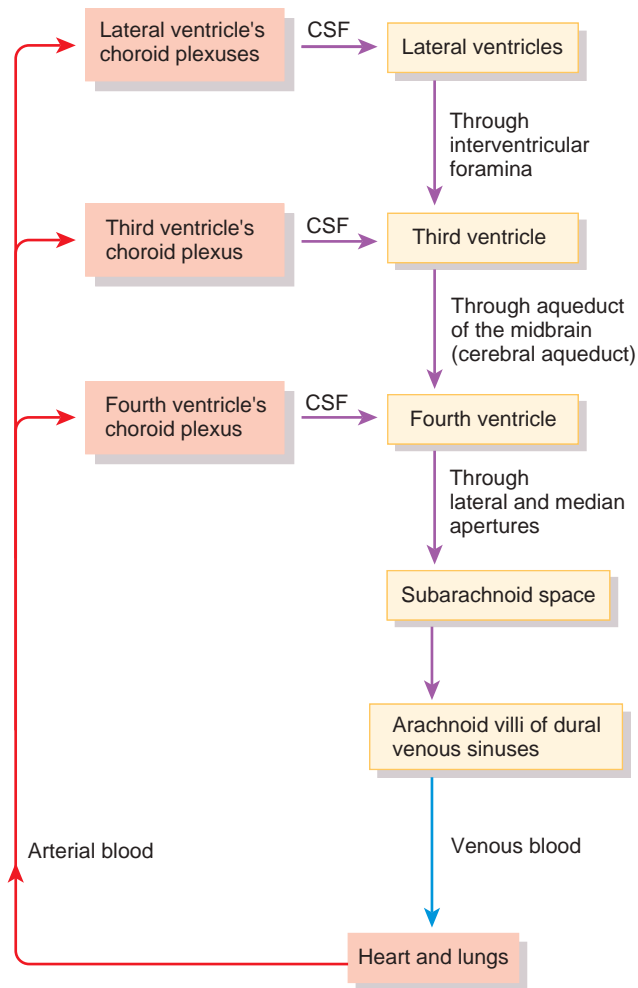 Lateral ventricle's
choroid plexuses
CSF
Lateral ventricles
Through
interventricular
foramina
Third ventricle's
choroid plexus
CSF
Third ventricle
Through aqueduct
of the midbrain
(cerebral aqueduct)
Fourth ventricle's
choroid plexus
CSF
Fourth ventricle
Through
lateral and median
apertures
Subarachnoid space
Arachnoid villi of dural
venous sinuses
Arterial blood
Venous blood
Heart and lungs